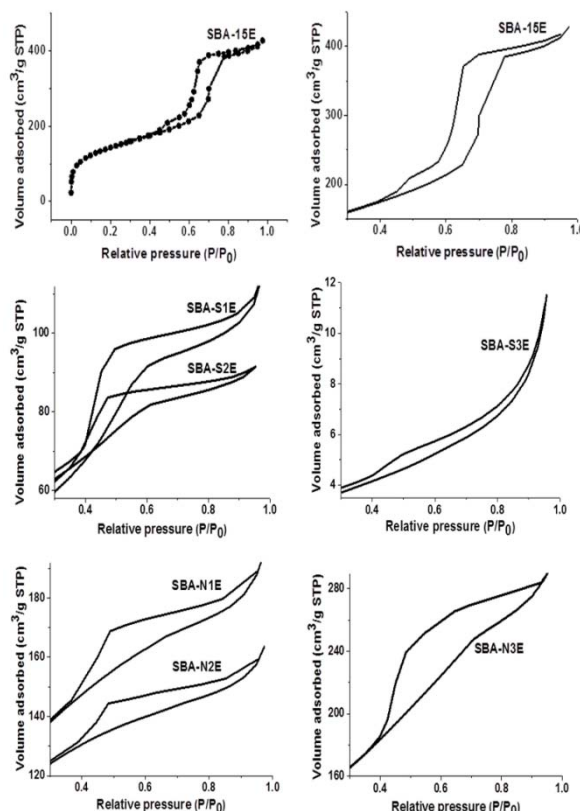 SBA-15E
Volume adsorbed (cm³/g STP)
400
200
0
0.0 0.2 0.4 0.6 0.8 1.0
Relative pressure (P/P₀)
SBA-15E
Volume adsorbed (cm³/g STP)
400
300
200
0.4 0.6 0.8 1.0
Relative pressure (P/P₀)
SBA-S1E
SBA-S2E
Volume adsorbed (cm³/g STP)
100
80
60
0.4 0.6 0.8 1.0
Relative pressure (P/P₀)
SBA-S3E
Volume adsorbed (cm³/g STP)
12
10
8
6
4
0.4 0.6 0.8 1.0
Relative pressure (P/P₀)
SBA-N1E
SBA-N2E
Volume adsorbed (cm³/g STP)
180
160
140
120
0.4 0.6 0.8 1.0
Relative pressure (P/P₀)
SBA-N3E
Volume adsorbed (cm³/g STP)
280
240
200
160
0.4 0.6 0.8 1.0
Relative pressure (P/P₀)